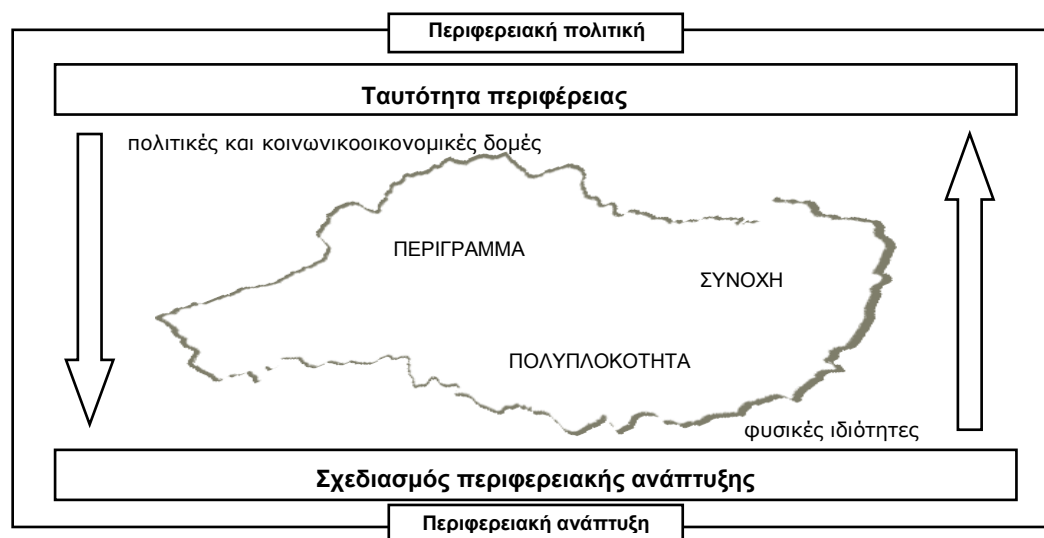 Περιφερειακή πολιτική
Ταυτότητα περιφέρειας
πολιτικές και κοινωνικοοικονομικές δομές
ΠΕΡΙΓΡΑΜΜΑ
ΣΥΝΟΧΗ
ΠΟΛΥΠΛΟΚΟΤΗΤΑ
φυσικές ιδιότητες
Σχεδιασμός περιφερειακής ανάπτυξης
Περιφερειακή ανάπτυξη